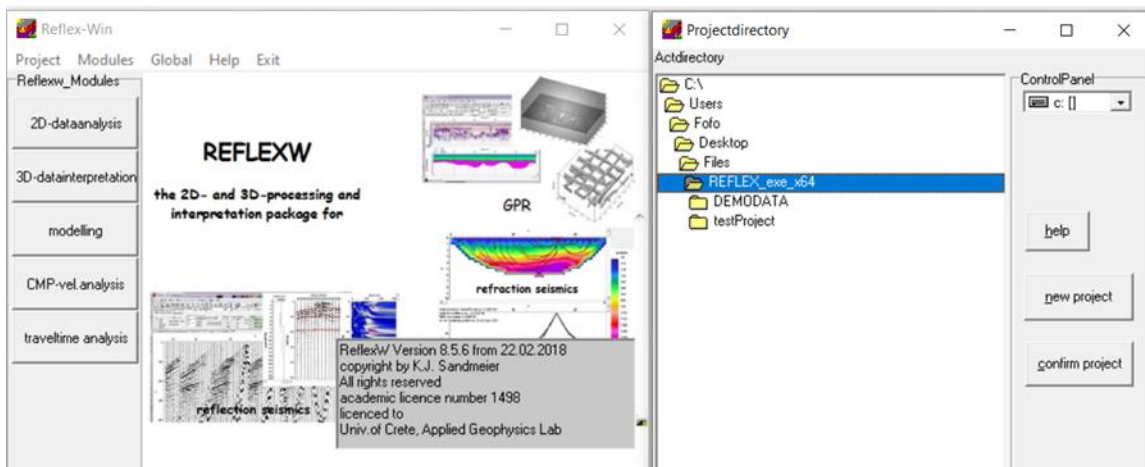 Reflex-Win
Project Modules Global Help Exit
Reflexw_Modules
2D-dataanalysis
3D-datainterpretation
modelling
CMP-vel.analysis
traveltime analysis
REFLEXW
the 2D- and 3D-processing and
interpretation package for
GPR
refraction seismics
reflection seismics
ReflexW Version 8.5.6 from 22.02.2018
copyright by K.J. Sandmeier
All rights reserved
academic licence number 1498
licenced to
Univ.of Crete, Applied Geophysics Lab
Projectdirectory
Actdirectory
C:\
Users
Fofo
Desktop
Files
REFLEX_exe_x64
DEMODATA
testProject
ControlPanel
c: []
help
new project
confirm project